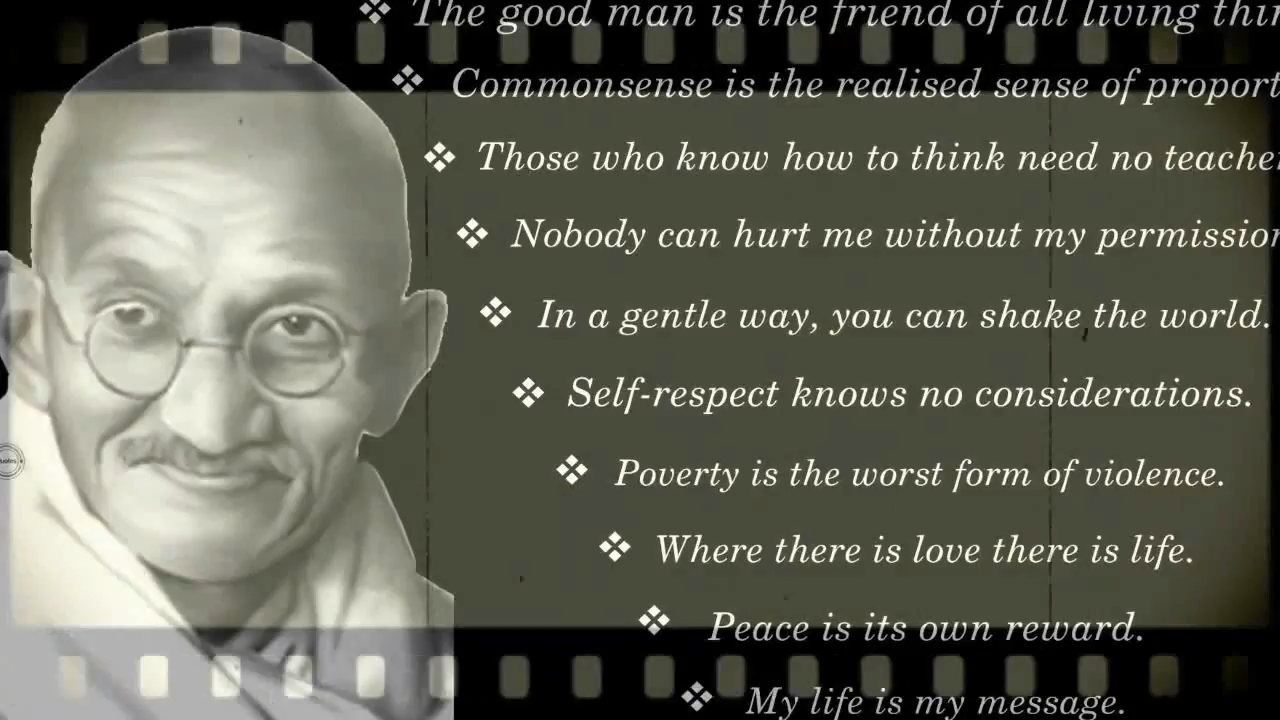 ❖ The good man is the friend of all living
❖ Commonsense is the realised sense of
❖ Those who know how to think need no
❖ Nobody can hurt me without my
❖ In a gentle way, you can shake the world.
❖ Self-respect knows no considerations.
❖ Poverty is the worst form of violence.
❖ Where there is love there is life.
❖ Peace is its own reward.
❖ My life is my message.